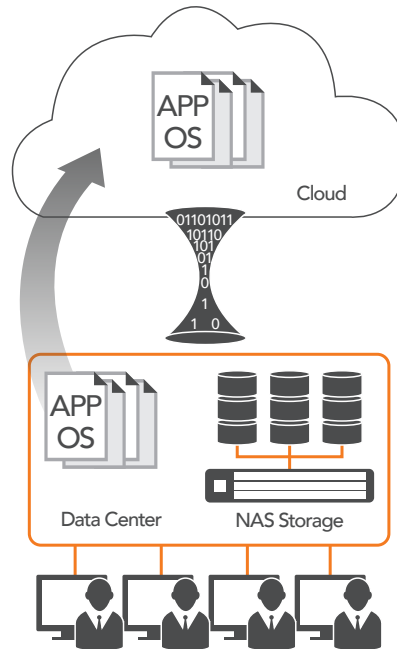 APP
OS
Cloud
01101011
10110
101
01
1
0
1
1 0
APP
OS
Data Center
NAS Storage